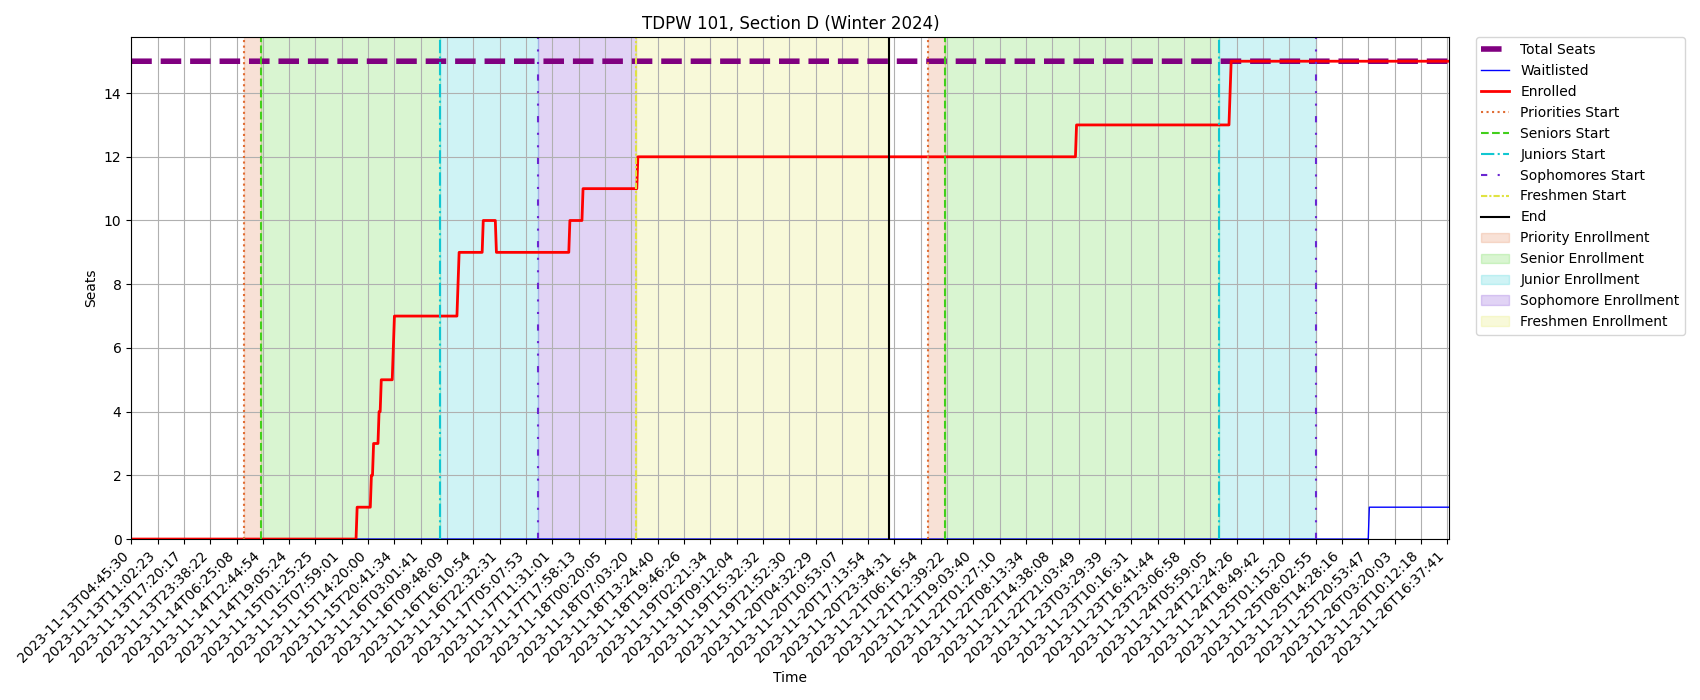 TDPW 101, Section D (Winter 2024)
Total Seats
Waitlisted
Enrolled
Priorities Start
Seniors Start
Juniors Start
Sophomores Start
Freshmen Start
End
Priority Enrollment
Senior Enrollment
Junior Enrollment
Sophomore Enrollment
Freshmen Enrollment
Seats
14
12
10
8
6
4
2
0
2023-11-13T04:45:30
2023-11-13T11:02:23
2023-11-13T17:20:17
2023-11-13T23:38:22
2023-11-14T06:25:08
2023-11-14T12:44:54
2023-11-14T19:05:24
2023-11-15T01:25:25
2023-11-15T07:59:01
2023-11-15T14:20:00
2023-11-15T20:41:34
2023-11-16T03:01:41
2023-11-16T09:48:09
2023-11-16T16:10:54
2023-11-16T22:32:31
2023-11-17T05:07:53
2023-11-17T11:31:01
2023-11-17T17:58:13
2023-11-18T00:20:05
2023-11-18T07:03:20
2023-11-18T13:24:40
2023-11-18T19:46:26
2023-11-19T02:21:34
2023-11-19T09:12:04
2023-11-19T15:32:32
2023-11-19T21:52:30
2023-11-20T04:32:29
2023-11-20T10:53:07
2023-11-20T17:13:54
2023-11-20T23:34:31
2023-11-21T06:16:54
2023-11-21T12:39:22
2023-11-21T19:03:40
2023-11-22T01:27:10
2023-11-22T08:13:34
2023-11-22T14:38:08
2023-11-22T21:03:49
2023-11-23T03:29:39
2023-11-23T10:16:31
2023-11-23T16:41:44
2023-11-23T23:06:58
2023-11-24T05:59:05
2023-11-24T12:24:26
2023-11-24T18:49:42
2023-11-25T01:15:20
2023-11-25T08:02:55
2023-11-25T14:28:16
2023-11-25T20:53:47
2023-11-26T03:20:03
2023-11-26T10:12:18
2023-11-26T16:37:41
Time